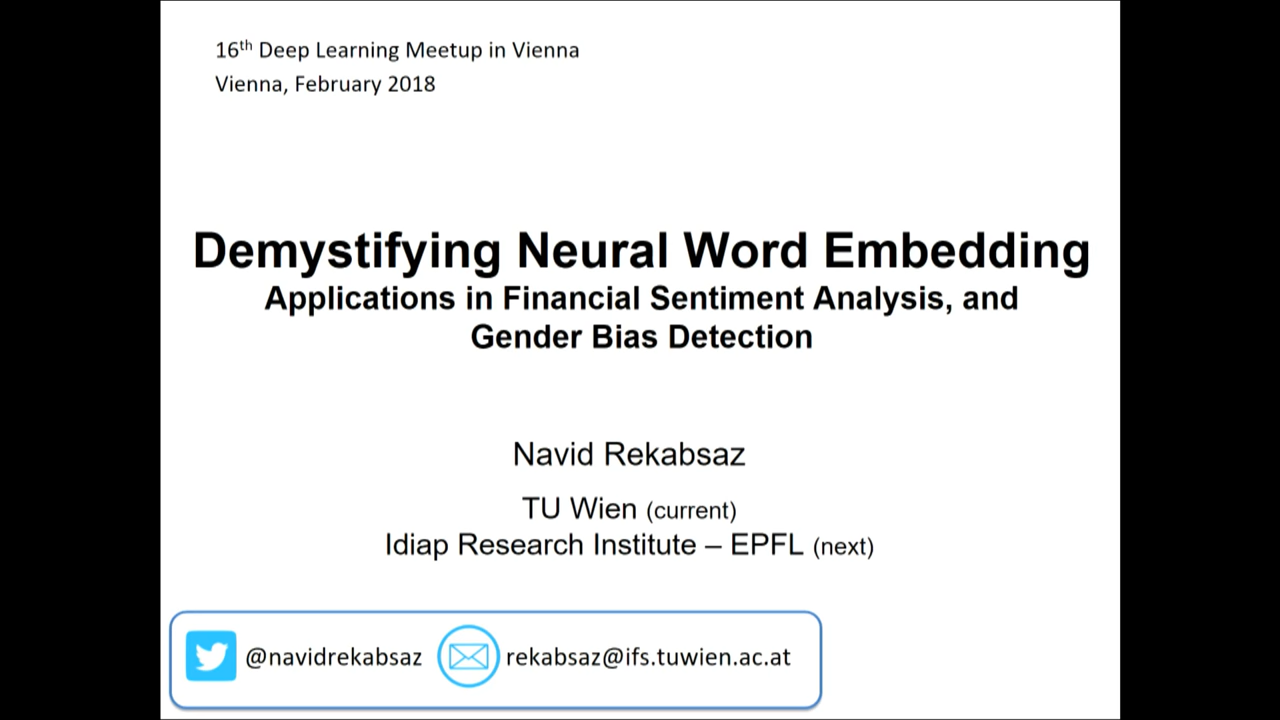 16th Deep Learning Meetup in Vienna
Vienna, February 2018
Demystifying Neural Word Embedding
Applications in Financial Sentiment Analysis, and
Gender Bias Detection
Navid Rekabsaz
TU Wien (current)
Idiap Research Institute – EPFL (next)
@navidrekabsaz rekabsaz@ifs.tuwien.ac.at